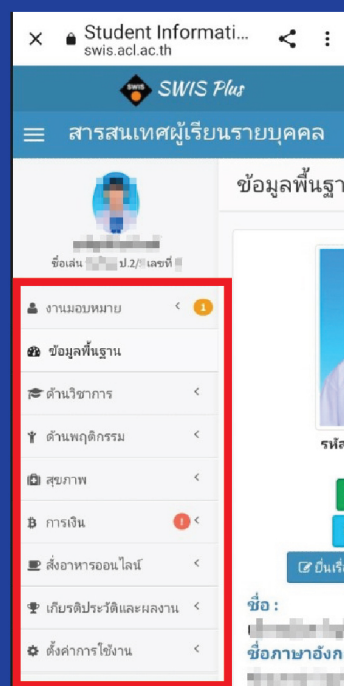 Student Informati...
swis.acl.ac.th
SWIS
SWIS Plus
สารสนเทศผู้เรียนรายบุคคล
ข้อมูลพื้นฐา
ชื่อเล่น ป.2/ เลขที่
งานมอบหมาย 1
ข้อมูลพื้นฐาน
ด้านวิชาการ
ด้านพฤติกรรม
รหัส
สุขภาพ
การเงิน !
สั่งอาหารออนไลน์
ยื่นเรื่
เกียรติประวัติและผลงาน
ชื่อ :
ตั้งค่าการใช้งาน
ชื่อภาษาอังก